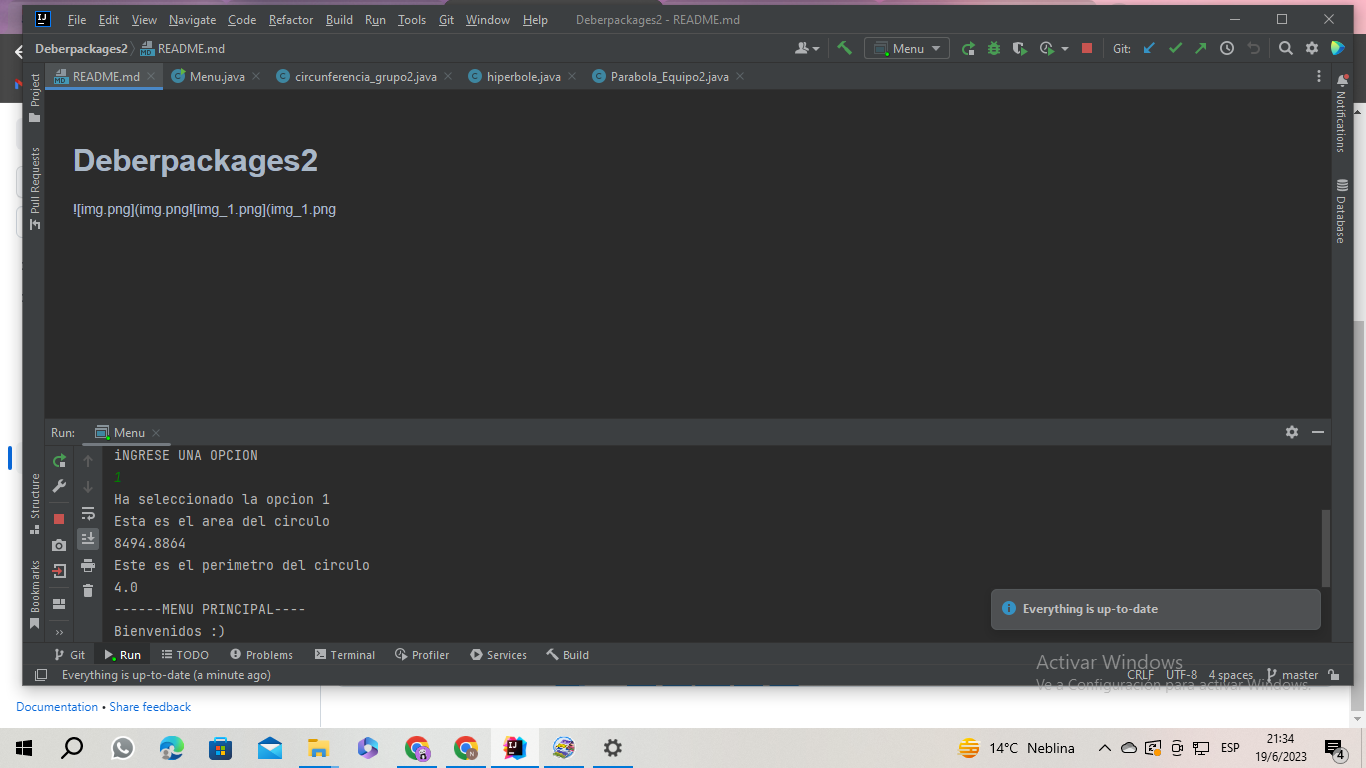 File Edit View Navigate Code Refactor Build Run Tools Git Window Help Deberpackages2 - README.md
Deberpackages2 README.md
Menu
Git:
README.md Menu.java circunferencia_grupo2.java hiperbole.java Parabola_Equipo2.java
Project
Pull Requests
Structure
Bookmarks
Notifications
Database
Deberpackages2
![img.png](img.png![img_1.png](img_1.png
Run: Menu
iNGRESE UNA OPCION
1
Ha seleccionado la opcion 1
Esta es el area del circulo
8494.8864
Este es el perimetro del circulo
4.0
------MENU PRINCIPAL----
Bienvenidos :)
Everything is up-to-date
Git Run TODO Problems Terminal Profiler Services Build
Activar Windows
Ve a Configuración para activar Windows.
Everything is up-to-date (a minute ago) CRLF UTF-8 4 spaces master
Documentation • Share feedback
14°C Neblina ESP 21:34
19/6/2023
4